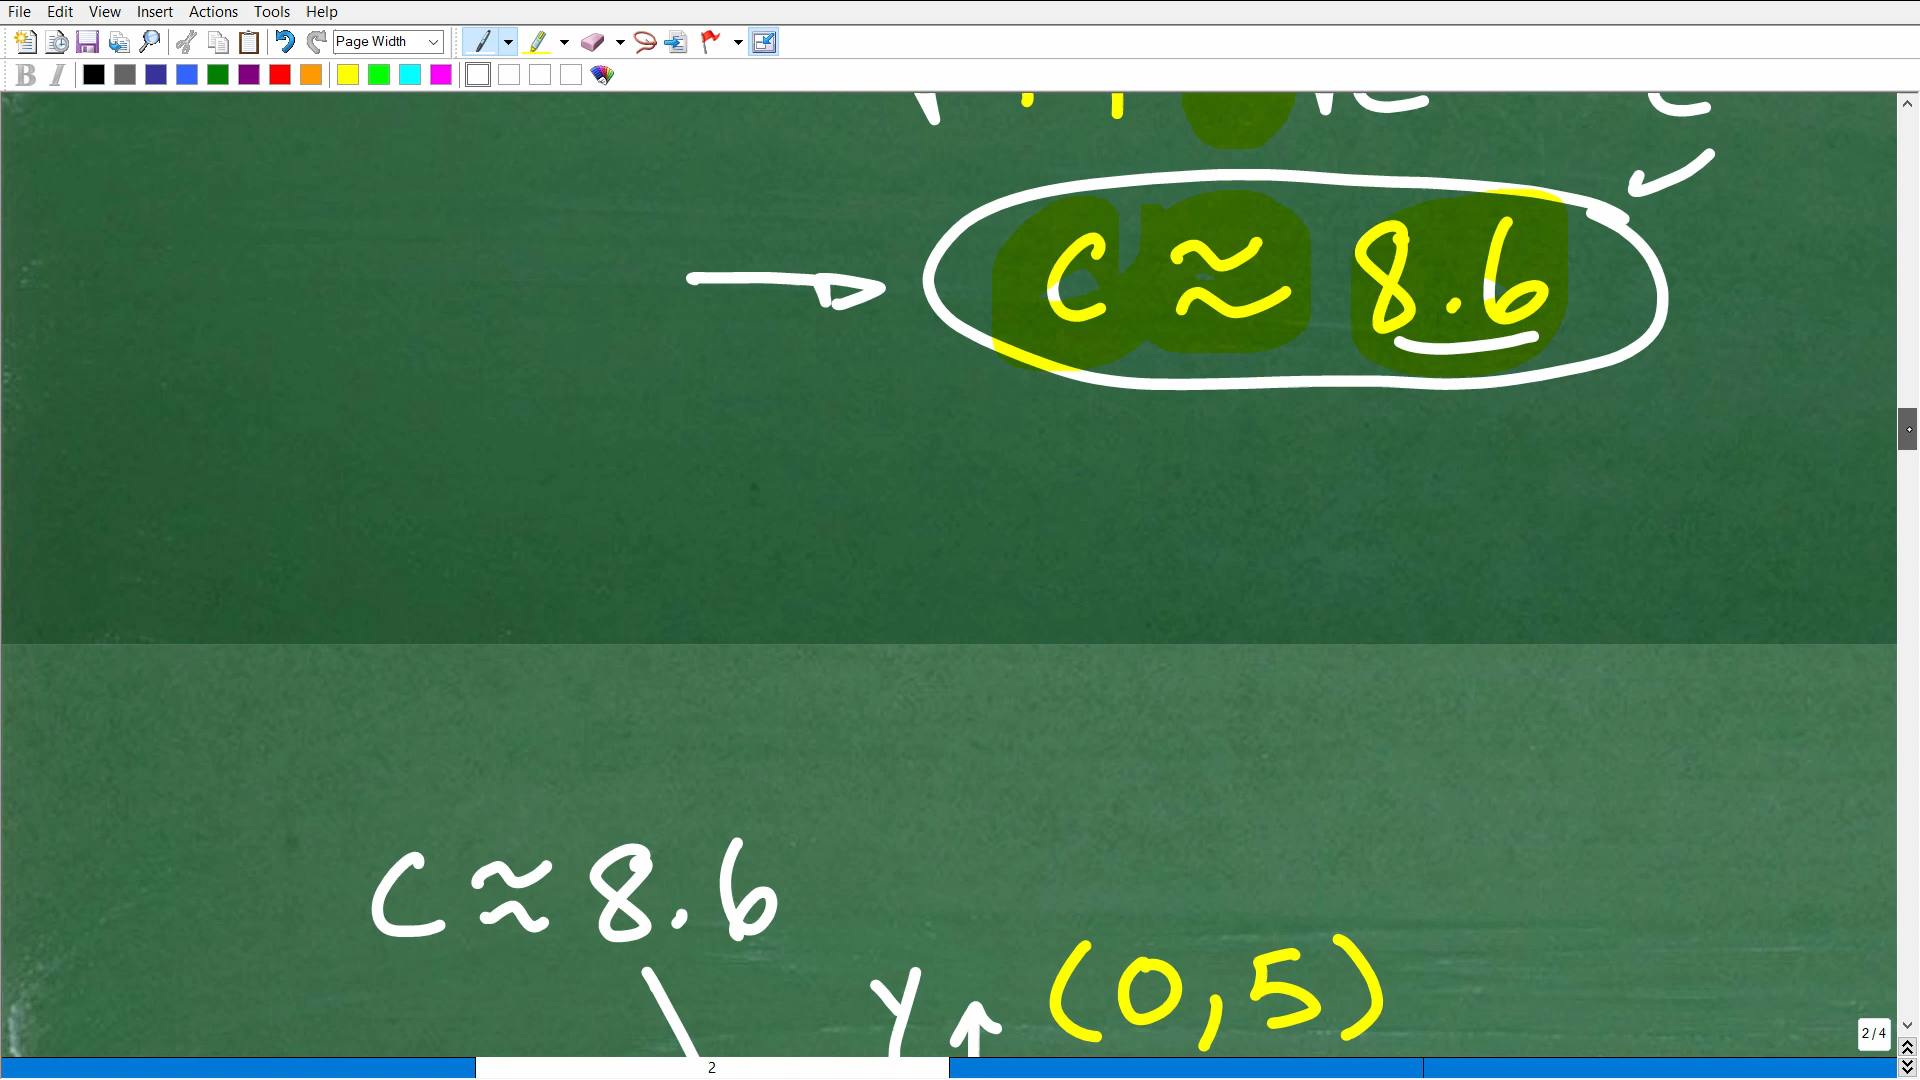 File Edit View Insert Actions Tools Help
Page Width
B I
c ≈ 8.6
c ≈ 8.6
(0,5)
y
2 / 4
2